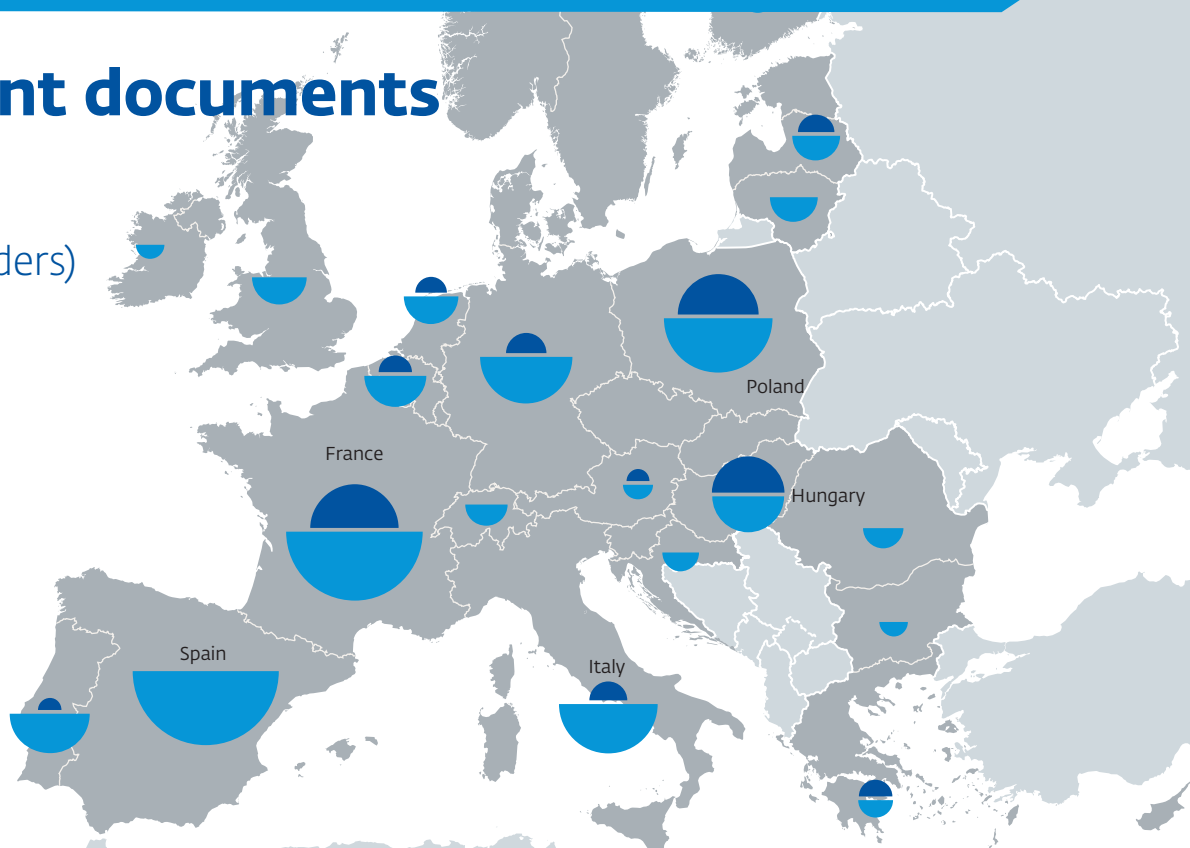 nt documents
ders)
Poland
France
Hungary
Spain
Italy